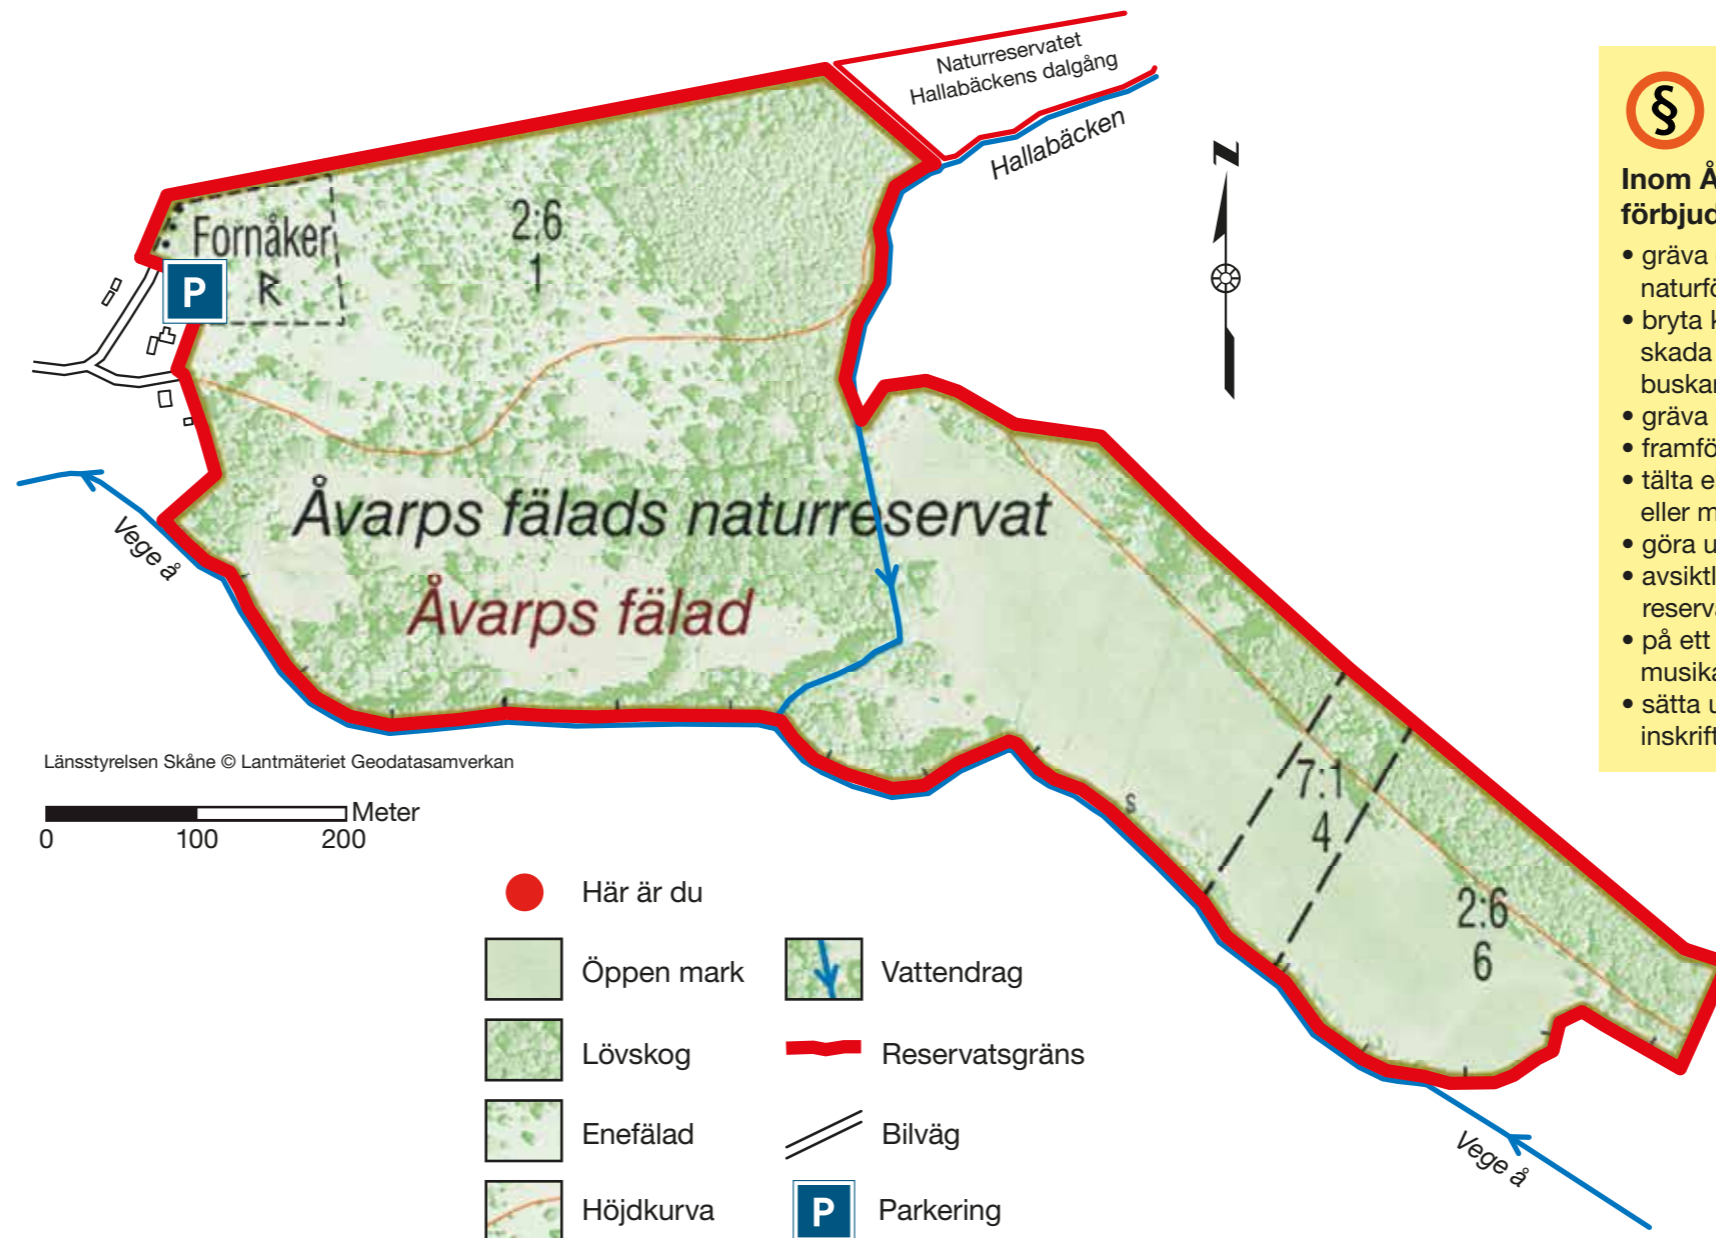 Naturreservatet
Hallabäckens dalgång
Hallabäcken
Fornåker
R
P
2:6
1
Åvarps fälads naturreservat
Åvarps fälad
Vege å
7:1
4
s
2:6
6
Vege å
Länsstyrelsen Skåne © Lantmäteriet Geodatasamverkan
Meter
0 100 200
Här är du
Öppen mark
Lövskog
Enefälad
Höjdkurva
Vattendrag
Reservatsgräns
Bilväg
P Parkering
N
§
Inom Å
förbjud
• gräva
naturfö
• bryta k
skada
buskar
• gräva
• framfö
• tälta e
eller m
• göra u
• avsiktl
reserva
• på ett
musika
• sätta u
inskrift